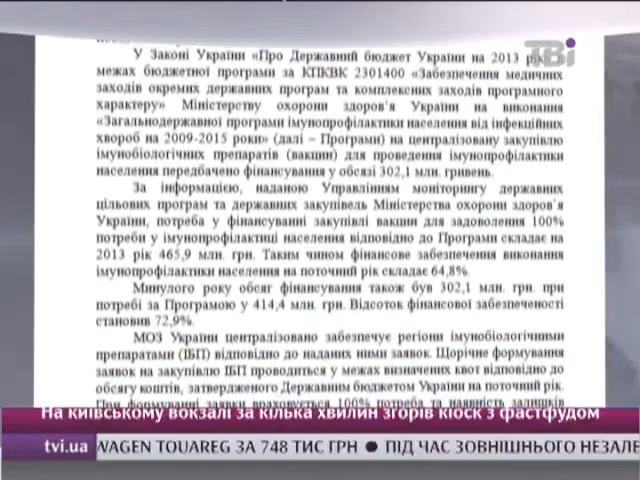 У Законі України «Про Державний бюджет України на 2013 рік
межах бюджетної програми за КПКВК 2301400 «Забезпечення медичних
заходів окремих державних програм та комплексних заходів програмного
характеру» Міністерству охорони здоров'я України на виконання
«Загальнодержавної програми імунопрофілактики населення від інфекційних
хвороб на 2009-2015 роки» (далі – Програми) на централізовану закупівлю
імунобіологічних препаратів (вакцин) для проведення імунопрофілактики
населення передбачено фінансування у обсязі 302,1 млн. гривень.
За інформацією, наданою Управлінням моніторингу державних
цільових програм та державних закупівель Міністерства охорони здоров'я
України, потреба у фінансуванні закупівлі вакцин для задоволення 100%
потреби у імунопрофілактиці населення відповідно до Програми складає на
2013 рік 465,9 млн. грн. Таким чином фінансове забезпечення виконання
імунопрофілактики населення на поточний рік складає 64,8%.
Минулого року обсяг фінансування також був 302,1 млн. грн. при
потребі за Програмою у 414,4 млн. грн. Відсоток фінансової забезпеченості
становив 72,9%.
МОЗ України централізовано забезпечує регіони імунобіологічними
препаратами (ІБП) відповідно до наданих ними заявок. Щорічне формування
заявок на закупівлю ІБП проводиться у межах визначених квот відповідно до
обсягу коштів, затвердженого Державним бюджетом України на поточний рік.
При формуванні заявки враховується 100% потреба та наявність залишків
ТВі
На київському вокзалі за кілька хвилин згорів кіоск з фастфудом
tvi.ua WAGEN TOUAREG ЗА 748 ТИС ГРН ● ПІД ЧАС ЗОВНІШНЬОГО НЕЗАЛЕ